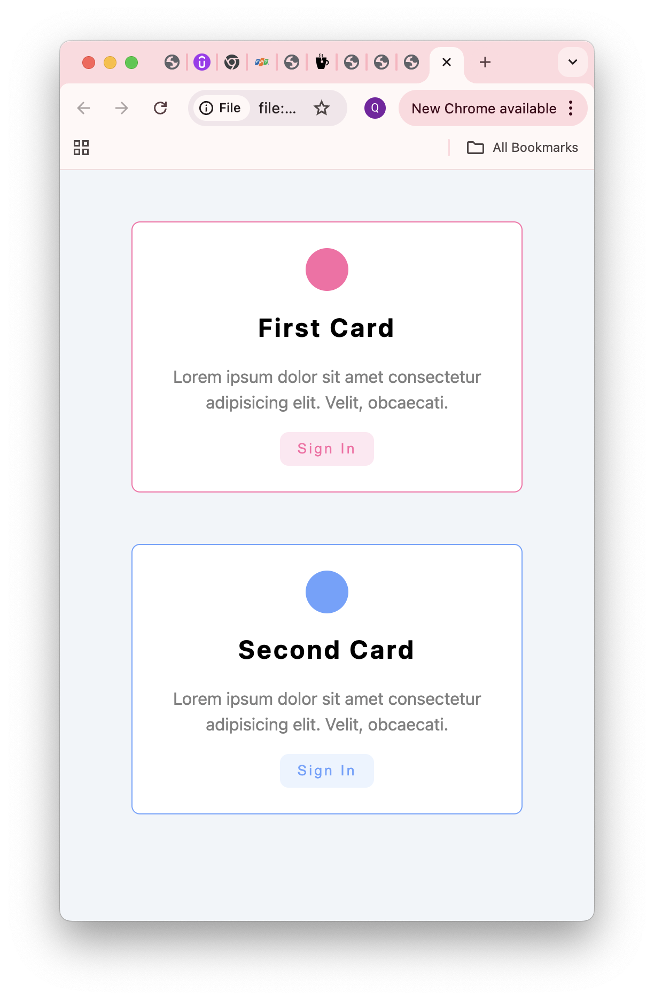 FPT
File file:... Q New Chrome available
All Bookmarks
First Card
Lorem ipsum dolor sit amet consectetur
adipisicing elit. Velit, obcaecati.
Sign In
Second Card
Lorem ipsum dolor sit amet consectetur
adipisicing elit. Velit, obcaecati.
Sign In